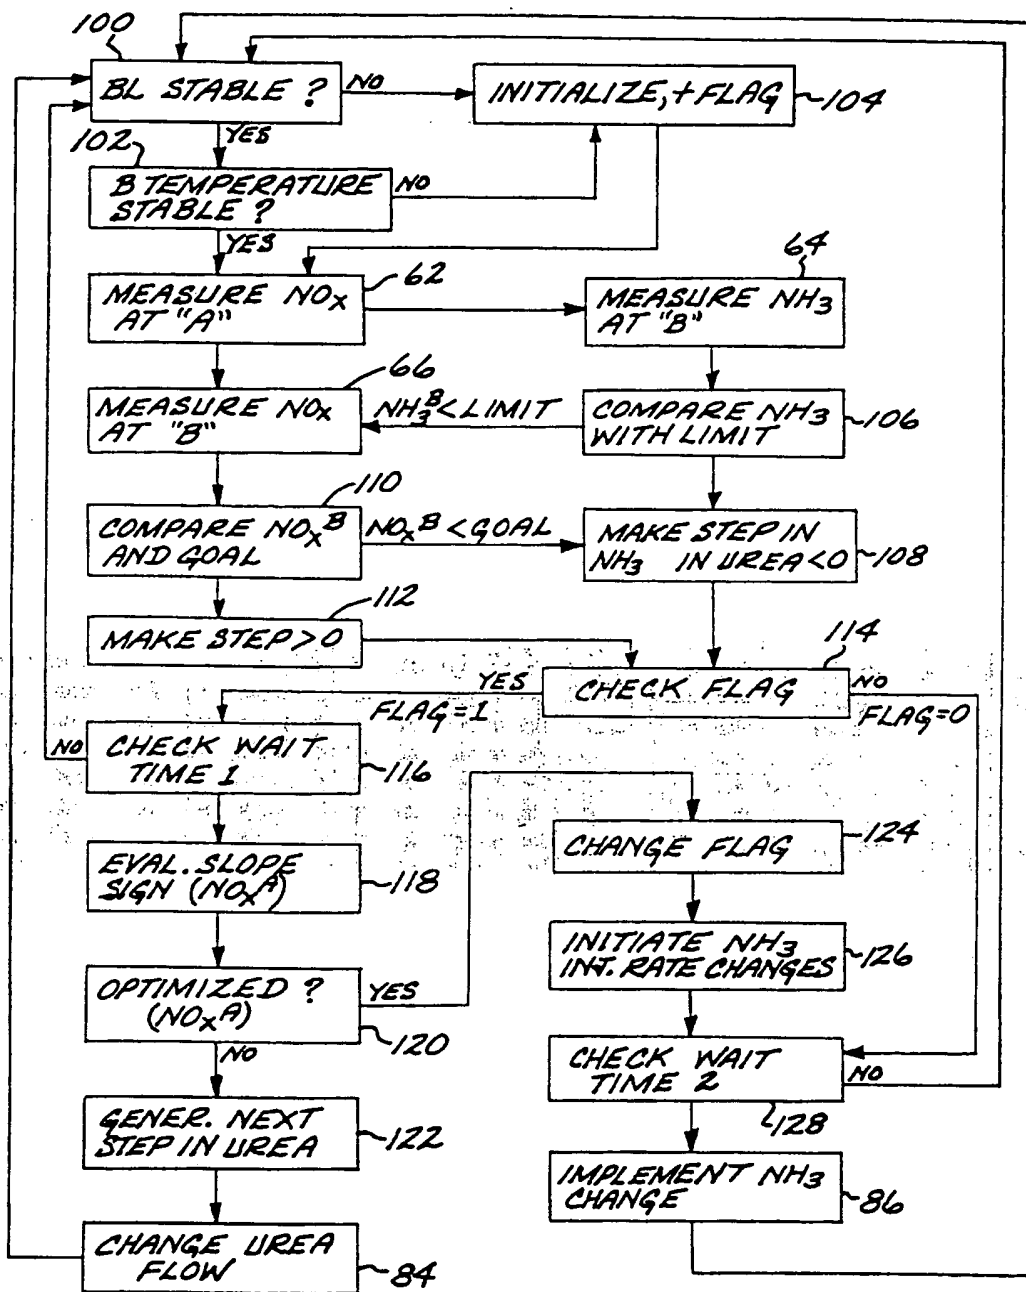 100
BL STABLE ?
NO
INITIALIZE, + FLAG
104
YES
102
B TEMPERATURE
STABLE ?
NO
YES
62
MEASURE NOX
AT "A"
64
MEASURE NH3
AT "B"
66
MEASURE NOX
AT "B"
NH3B < LIMIT
COMPARE NH3
WITH LIMIT
106
110
COMPARE NOXB
AND GOAL
NOXB < GOAL
MAKE STEP IN
NH3 IN UREA < 0
108
112
MAKE STEP > 0
114
CHECK FLAG
YES
FLAG = 1
NO
FLAG = 0
NO
CHECK WAIT
TIME 1
116
EVAL. SLOPE
SIGN (NOXA)
118
CHANGE FLAG
124
INITIATE NH3
INJ. RATE CHANGES
126
OPTIMIZED ?
(NOXA)
YES
120
NO
CHECK WAIT
TIME 2
NO
128
GENER. NEXT
STEP IN UREA
122
IMPLEMENT NH3
CHANGE
86
CHANGE UREA
FLOW
84